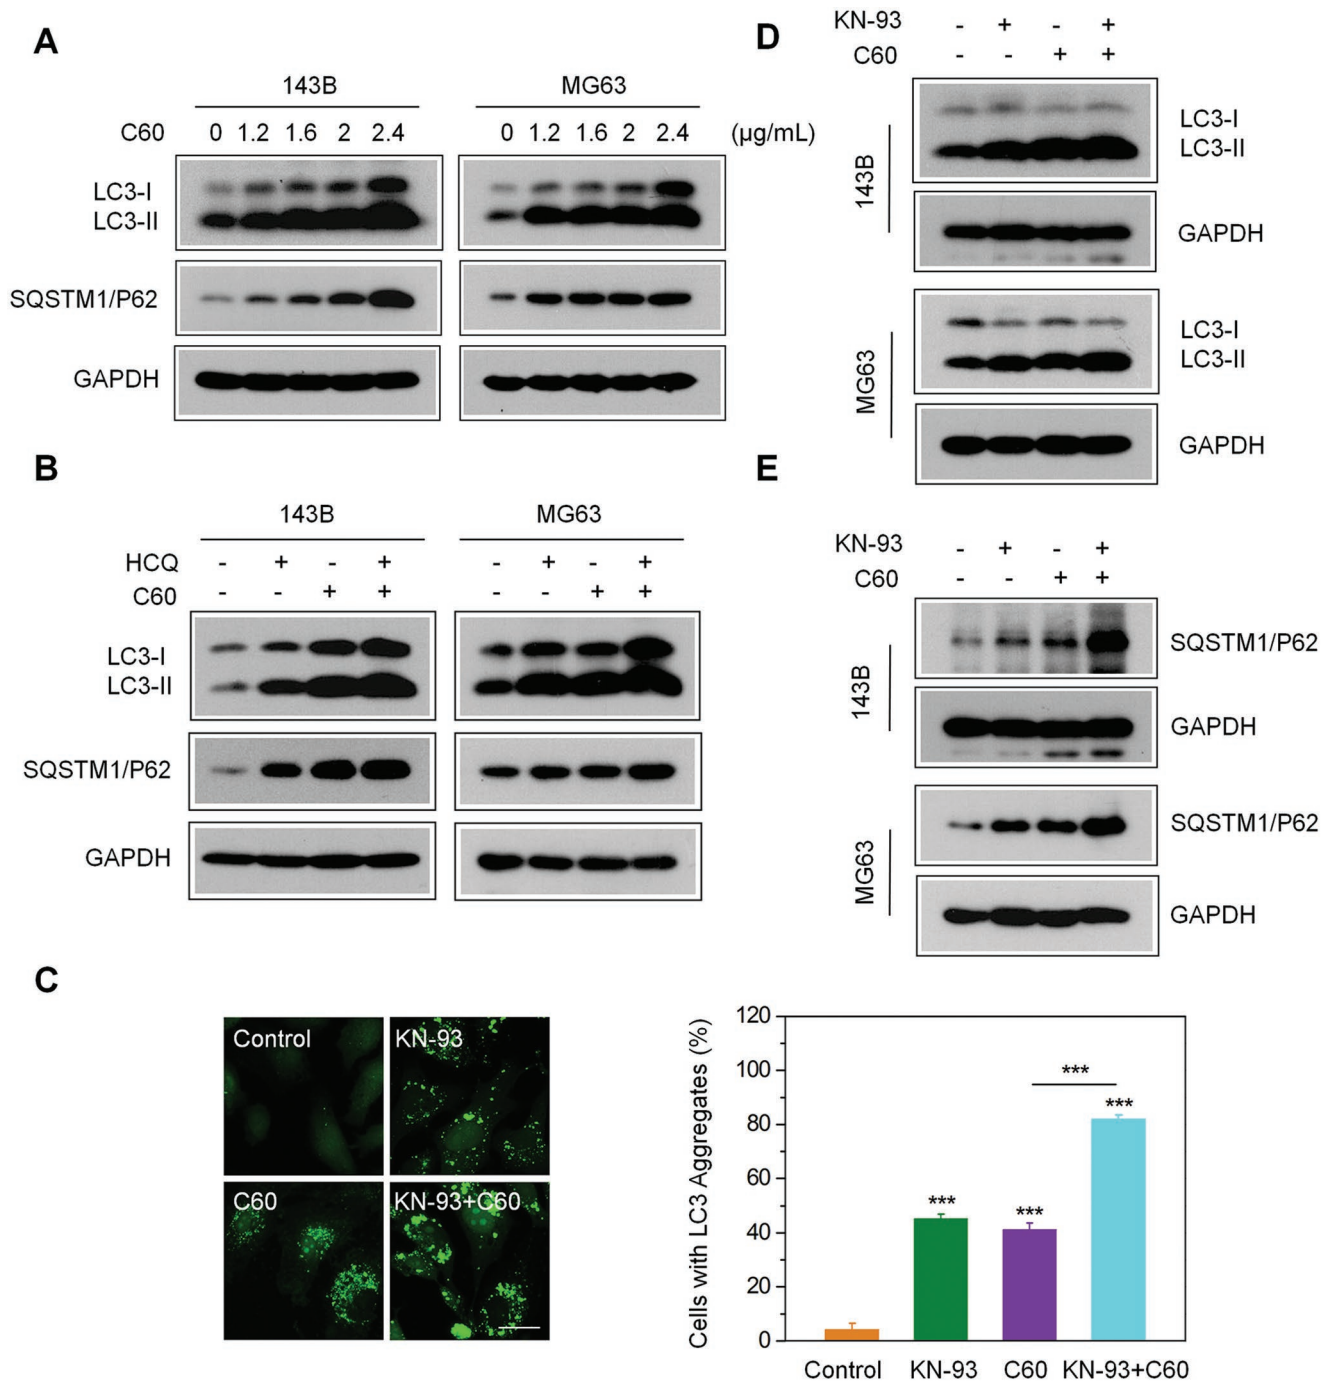 A
143B
MG63
C60 0 1.2 1.6 2 2.4 0 1.2 1.6 2 2.4 (μg/mL)
LC3-I
LC3-II
SQSTM1/P62
GAPDH
B
143B
MG63
HCQ - + - + - + - +
C60 - - + + - - + +
LC3-I
LC3-II
SQSTM1/P62
GAPDH
C
Control
KN-93
C60
KN-93+C60
Cells with LC3 Aggregates (%)
120
100
80
60
40
20
0
***
***
***
***
Control KN-93 C60 KN-93+C60
D
KN-93 - + - +
C60 - - + +
143B
LC3-I
LC3-II
GAPDH
MG63
LC3-I
LC3-II
GAPDH
E
KN-93 - + - +
C60 - - + +
143B
SQSTM1/P62
GAPDH
MG63
SQSTM1/P62
GAPDH